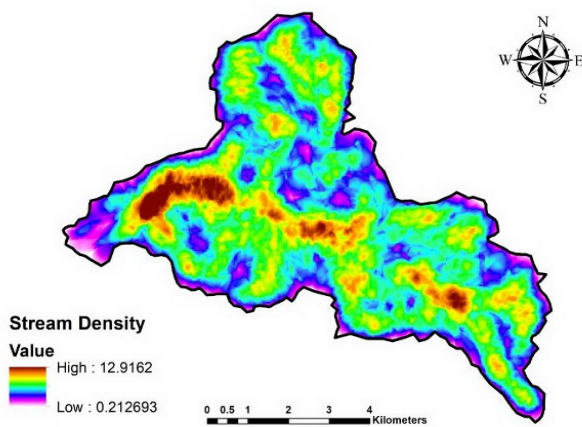 N
W E
S
Stream Density
Value
High : 12.9162
Low : 0.212693
0 0.5 1 2 3 4
Kilometers